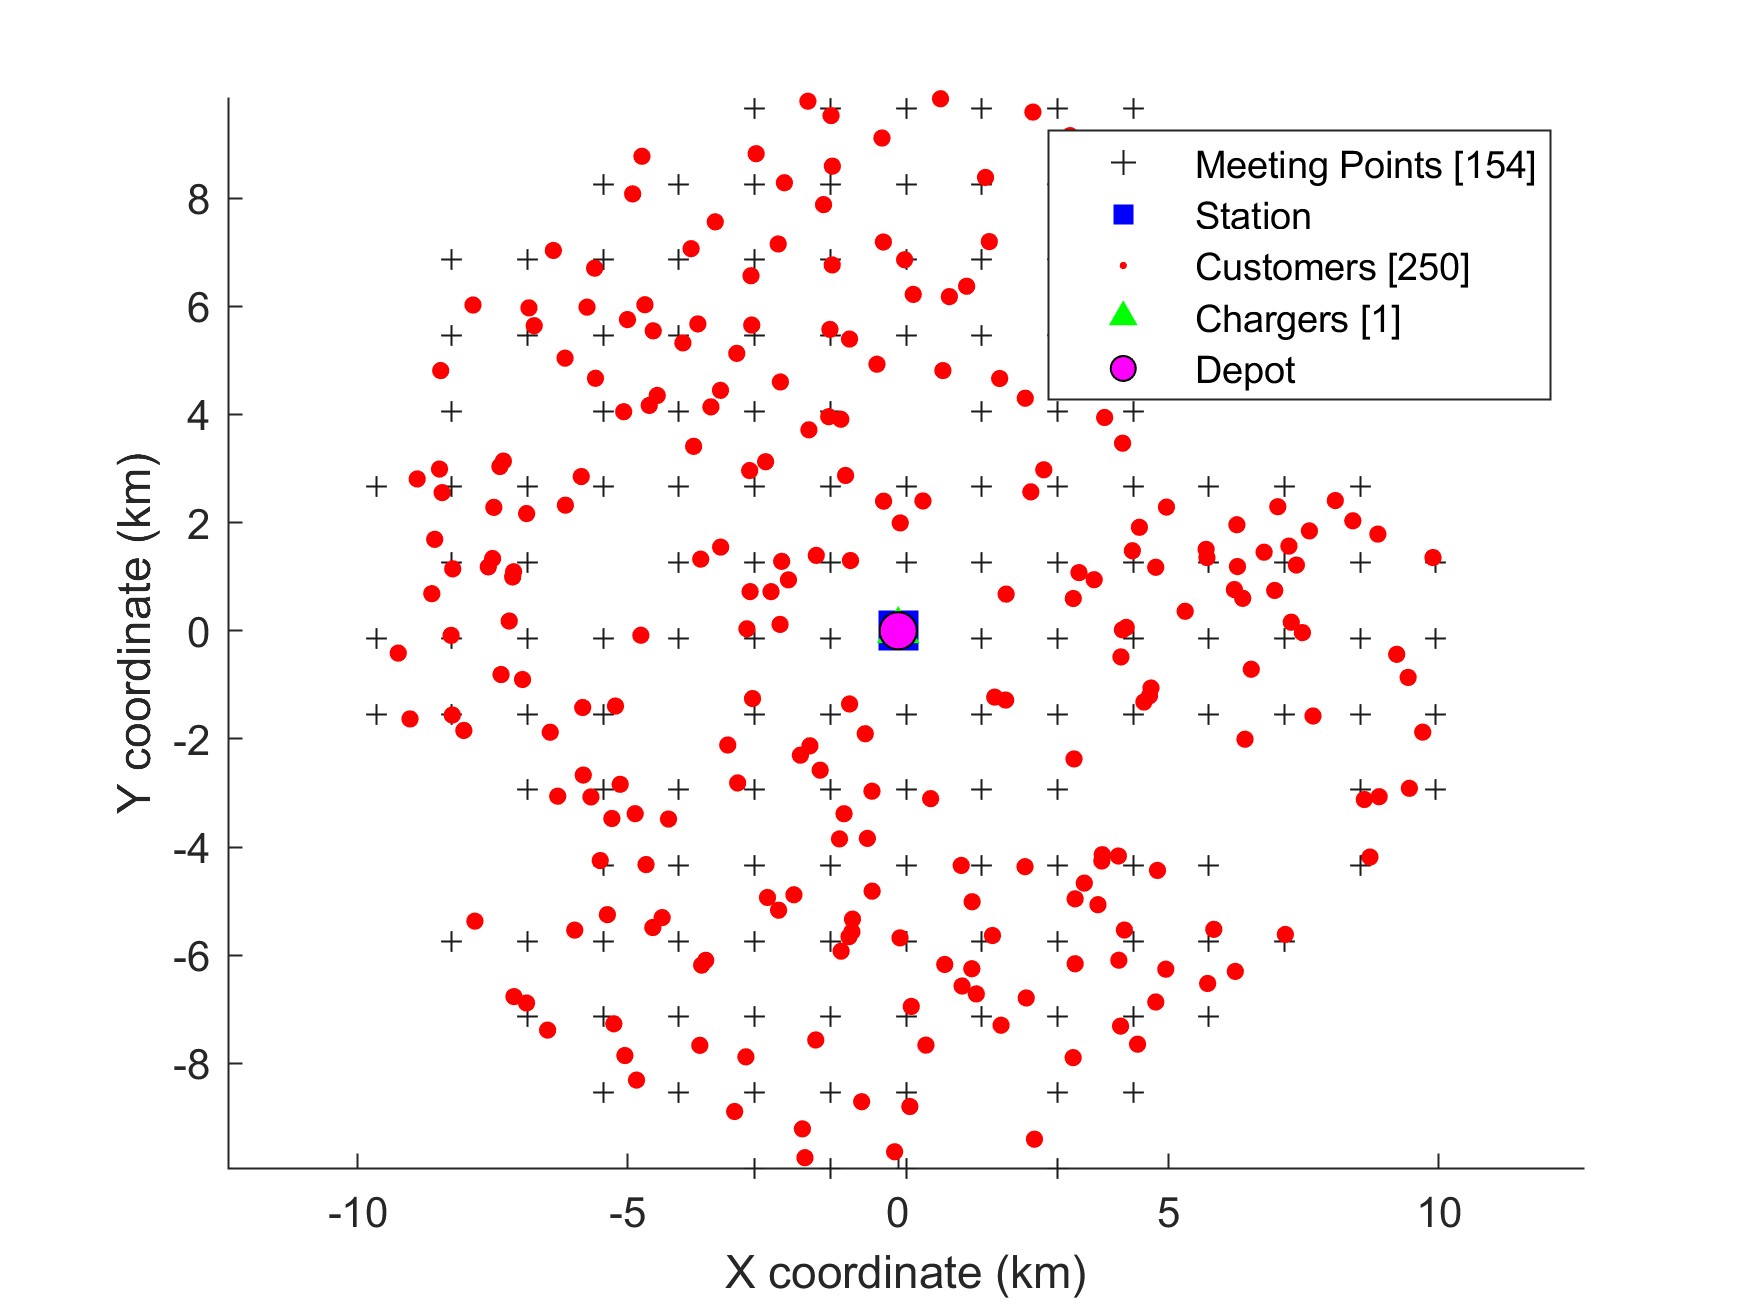 Meeting Points [154]
Station
Customers [250]
Chargers [1]
Depot
8
6
4
2
0
-2
-4
-6
-8
Y coordinate (km)
-10
-5
0
5
10
X coordinate (km)